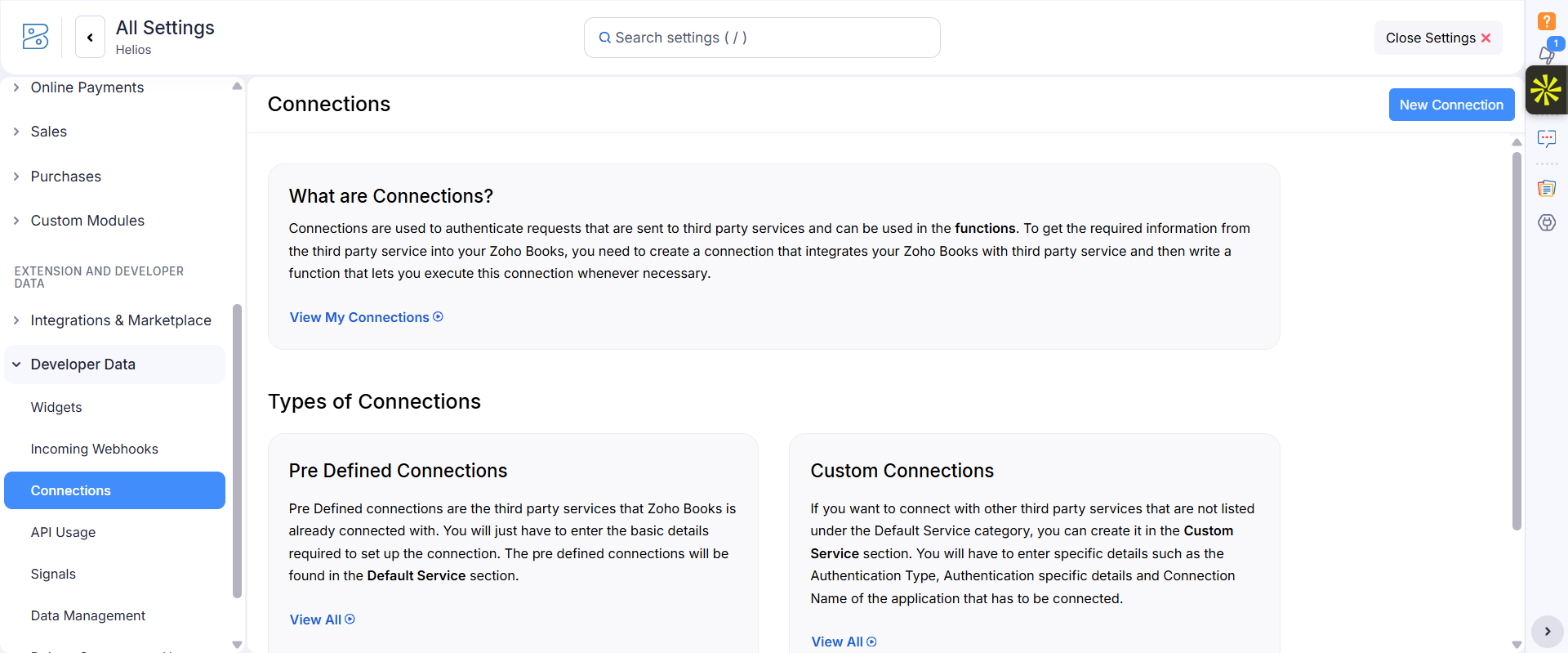 All Settings
Helios
Search settings ( / )
Close Settings
?
1
Online Payments
Sales
Purchases
Custom Modules
EXTENSION AND DEVELOPER
DATA
Integrations & Marketplace
Developer Data
Widgets
Incoming Webhooks
Connections
API Usage
Signals
Data Management
Connections
New Connection
What are Connections?
Connections are used to authenticate requests that are sent to third party services and can be used in the functions. To get the required information from
the third party service into your Zoho Books, you need to create a connection that integrates your Zoho Books with third party service and then write a
function that lets you execute this connection whenever necessary.
View My Connections
Types of Connections
Pre Defined Connections
Pre Defined connections are the third party services that Zoho Books is
already connected with. You will just have to enter the basic details
required to set up the connection. The pre defined connections will be
found in the Default Service section.
View All
Custom Connections
If you want to connect with other third party services that are not listed
under the Default Service category, you can create it in the Custom
Service section. You will have to enter specific details such as the
Authentication Type, Authentication specific details and Connection
Name of the application that has to be connected.
View All